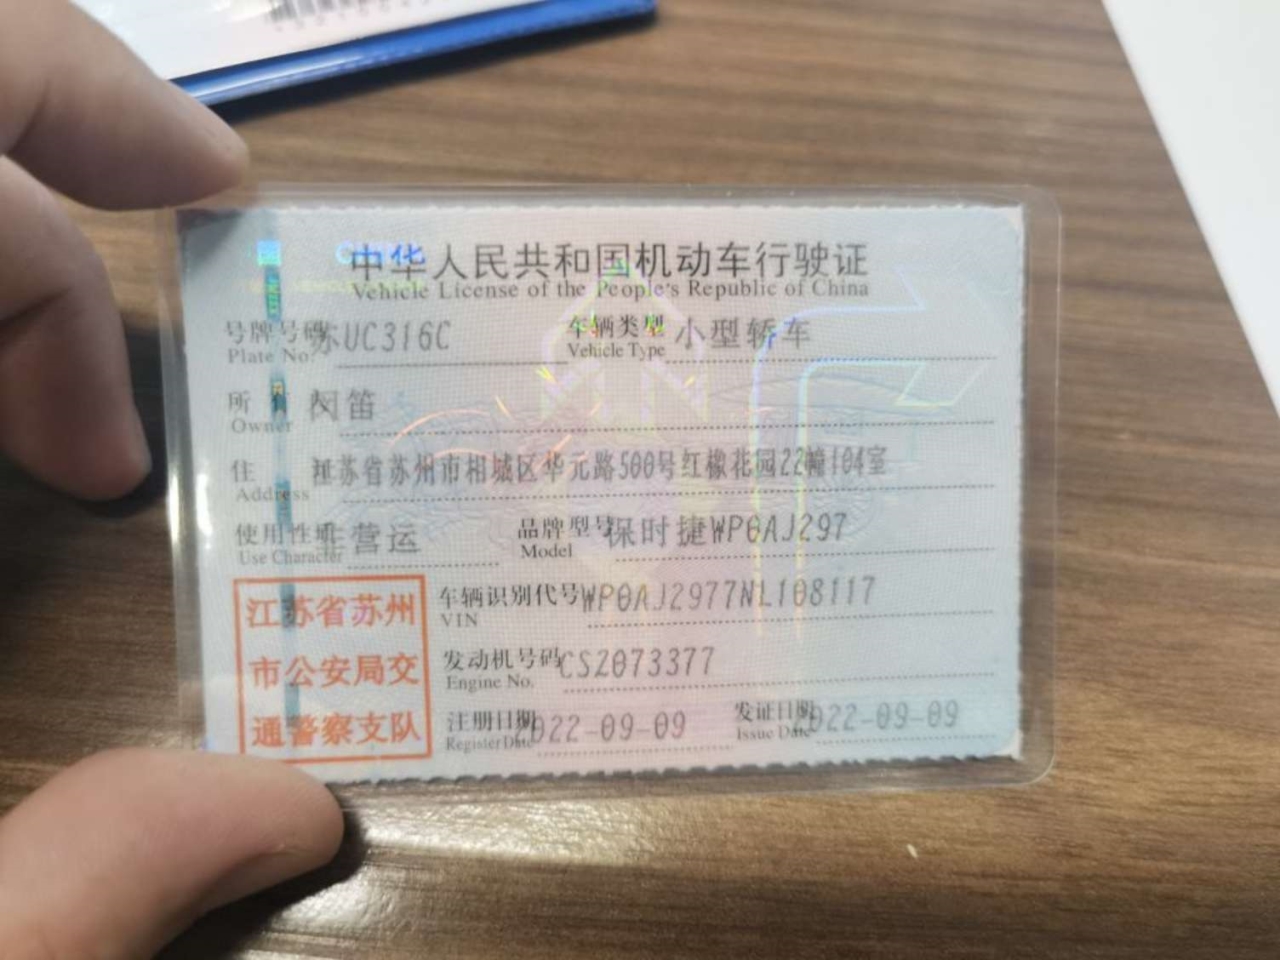 中华人民共和国机动车行驶证
Vehicle License of the People's Republic of China
号牌号码 苏UC316C 车辆类型 小型轿车
Plate No. Vehicle Type
所 人 闵笛
Owner
住 江苏省苏州市相城区华元路500号红橡花园22幢104室
Address
使用性质 非营运 品牌型号 保时捷WP0AJ297
Use Character Model
江苏省苏州
市公安局交
通警察支队
车辆识别代号 WP0AJ2977NL108117
VIN
发动机号码 CSZ073377
Engine No.
注册日期 2022-09-09 发证日期 2022-09-09
Register Date Issue Date